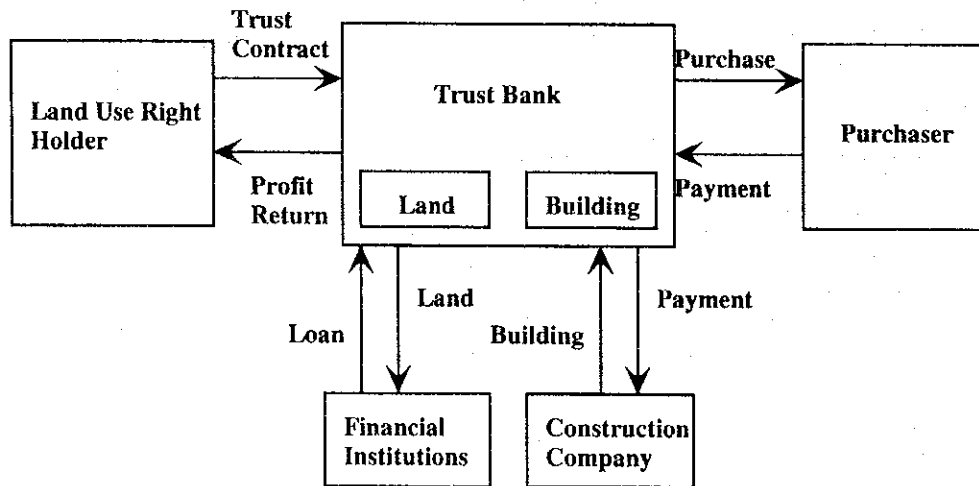 Trust
Contract
Land Use Right
Holder
Profit
Return
Trust Bank
Land
Building
Purchase
Payment
Purchaser
Loan
Land
Building
Payment
Financial
Institutions
Construction
Company